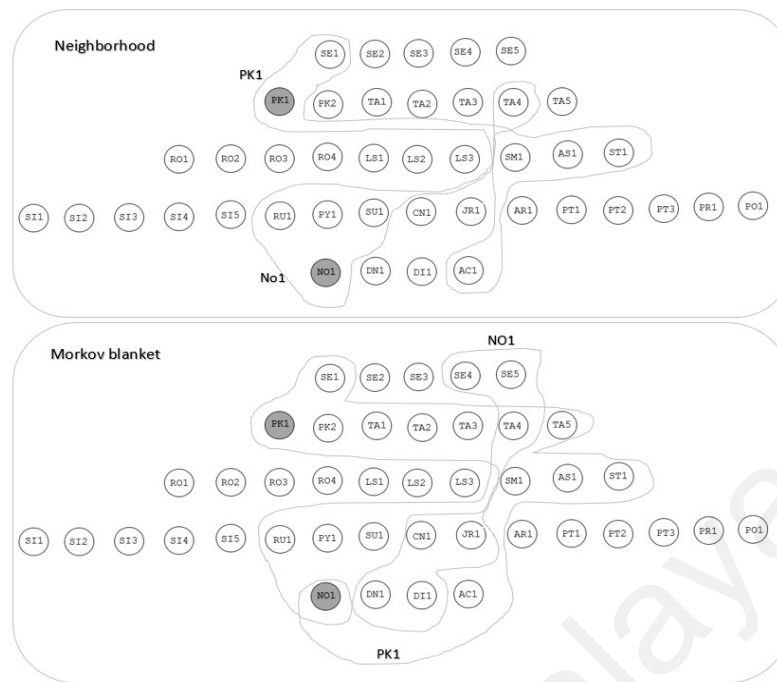 Neighborhood
SE1 SE2 SE3 SE4 SE5
PK1
PK1 PK2 TA1 TA2 TA3 TA4 TA5
RO1 RO2 RO3 RO4 LS1 LS2 LS3 SM1 AS1 ST1
SI1 SI2 SI3 SI4 SI5 RU1 PY1 SU1 CN1 JR1 AR1 PT1 PT2 PT3 PR1 PO1
No1 NO1 DN1 DI1 AC1
NO1
Morkov blanket
SE1 SE2 SE3 SE4 SE5
PK1 PK2 TA1 TA2 TA3 TA4 TA5
RO1 RO2 RO3 RO4 LS1 LS2 LS3 SM1 AS1 ST1
SI1 SI2 SI3 SI4 SI5 RU1 PY1 SU1 CN1 JR1 AR1 PT1 PT2 PT3 PR1 PO1
NO1 DN1 DI1 AC1
PK1